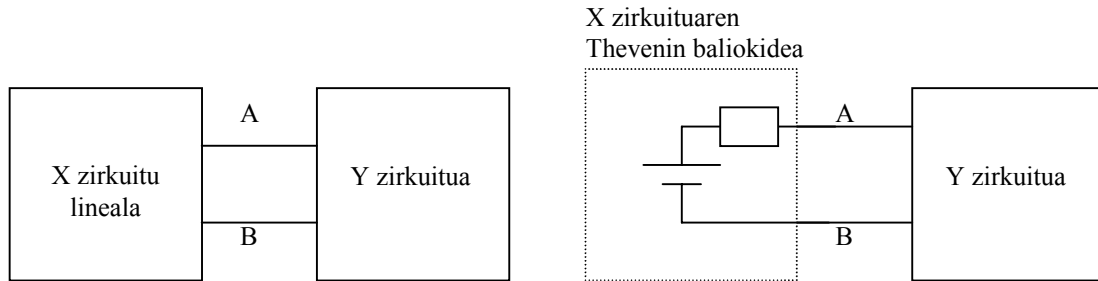 X zirkuituaren
Thevenin baliokidea
A
X zirkuitu
lineala
Y zirkuitua
B
A
Y zirkuitua
B